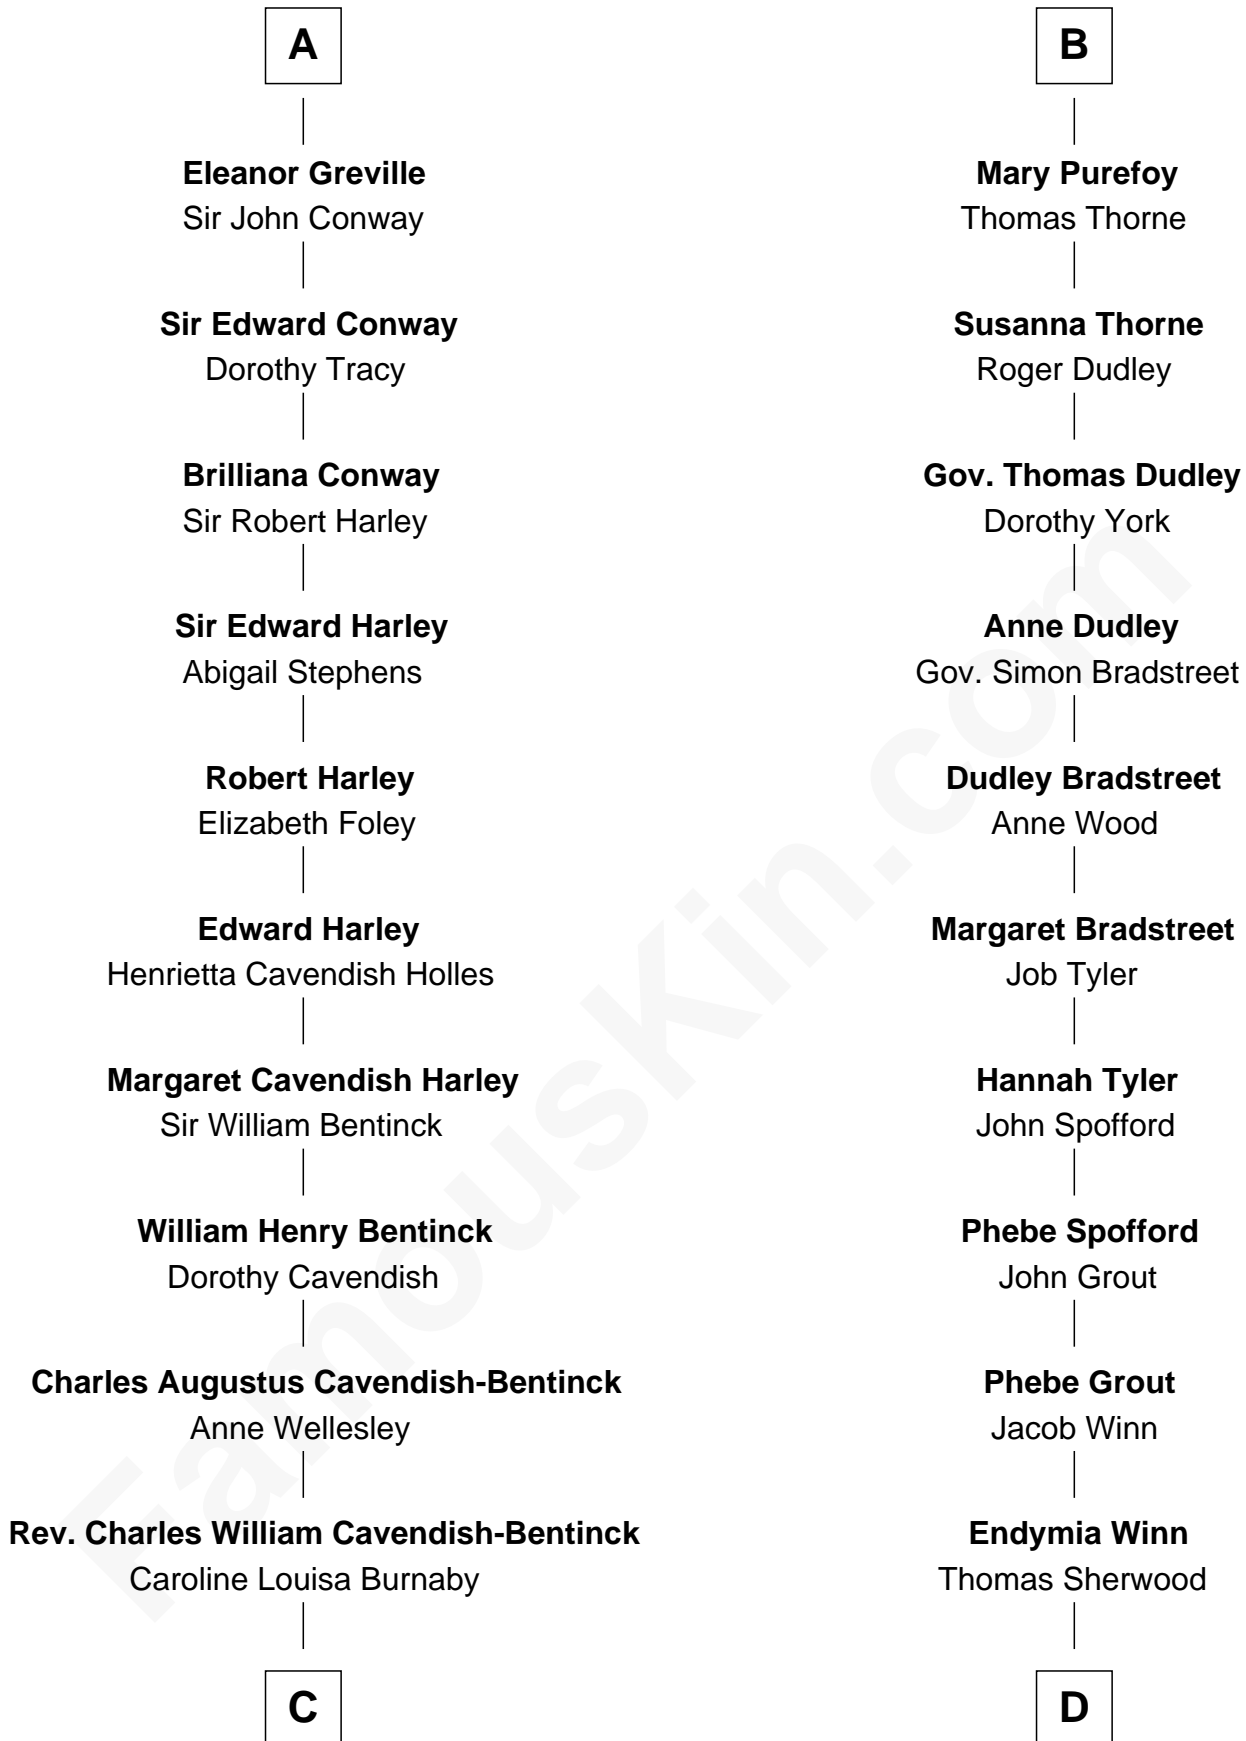 A
Eleanor Greville
Sir John Conway
Sir Edward Conway
Dorothy Tracy
Brilliana Conway
Sir Robert Harley
Sir Edward Harley
Abigail Stephens
Robert Harley
Elizabeth Foley
Edward Harley
Henrietta Cavendish Holles
Margaret Cavendish Harley
Sir William Bentinck
William Henry Bentinck
Dorothy Cavendish
Charles Augustus Cavendish-Bentinck
Anne Wellesley
Rev. Charles William Cavendish-Bentinck
Caroline Louisa Burnaby
C
B
Mary Purefoy
Thomas Thorne
Susanna Thorne
Roger Dudley
Gov. Thomas Dudley
Dorothy York
Anne Dudley
Gov. Simon Bradstreet
Dudley Bradstreet
Anne Wood
Margaret Bradstreet
Job Tyler
Hannah Tyler
John Spofford
Phebe Spofford
John Grout
Phebe Grout
Jacob Winn
Endymia Winn
Thomas Sherwood
D
FamousKin.com